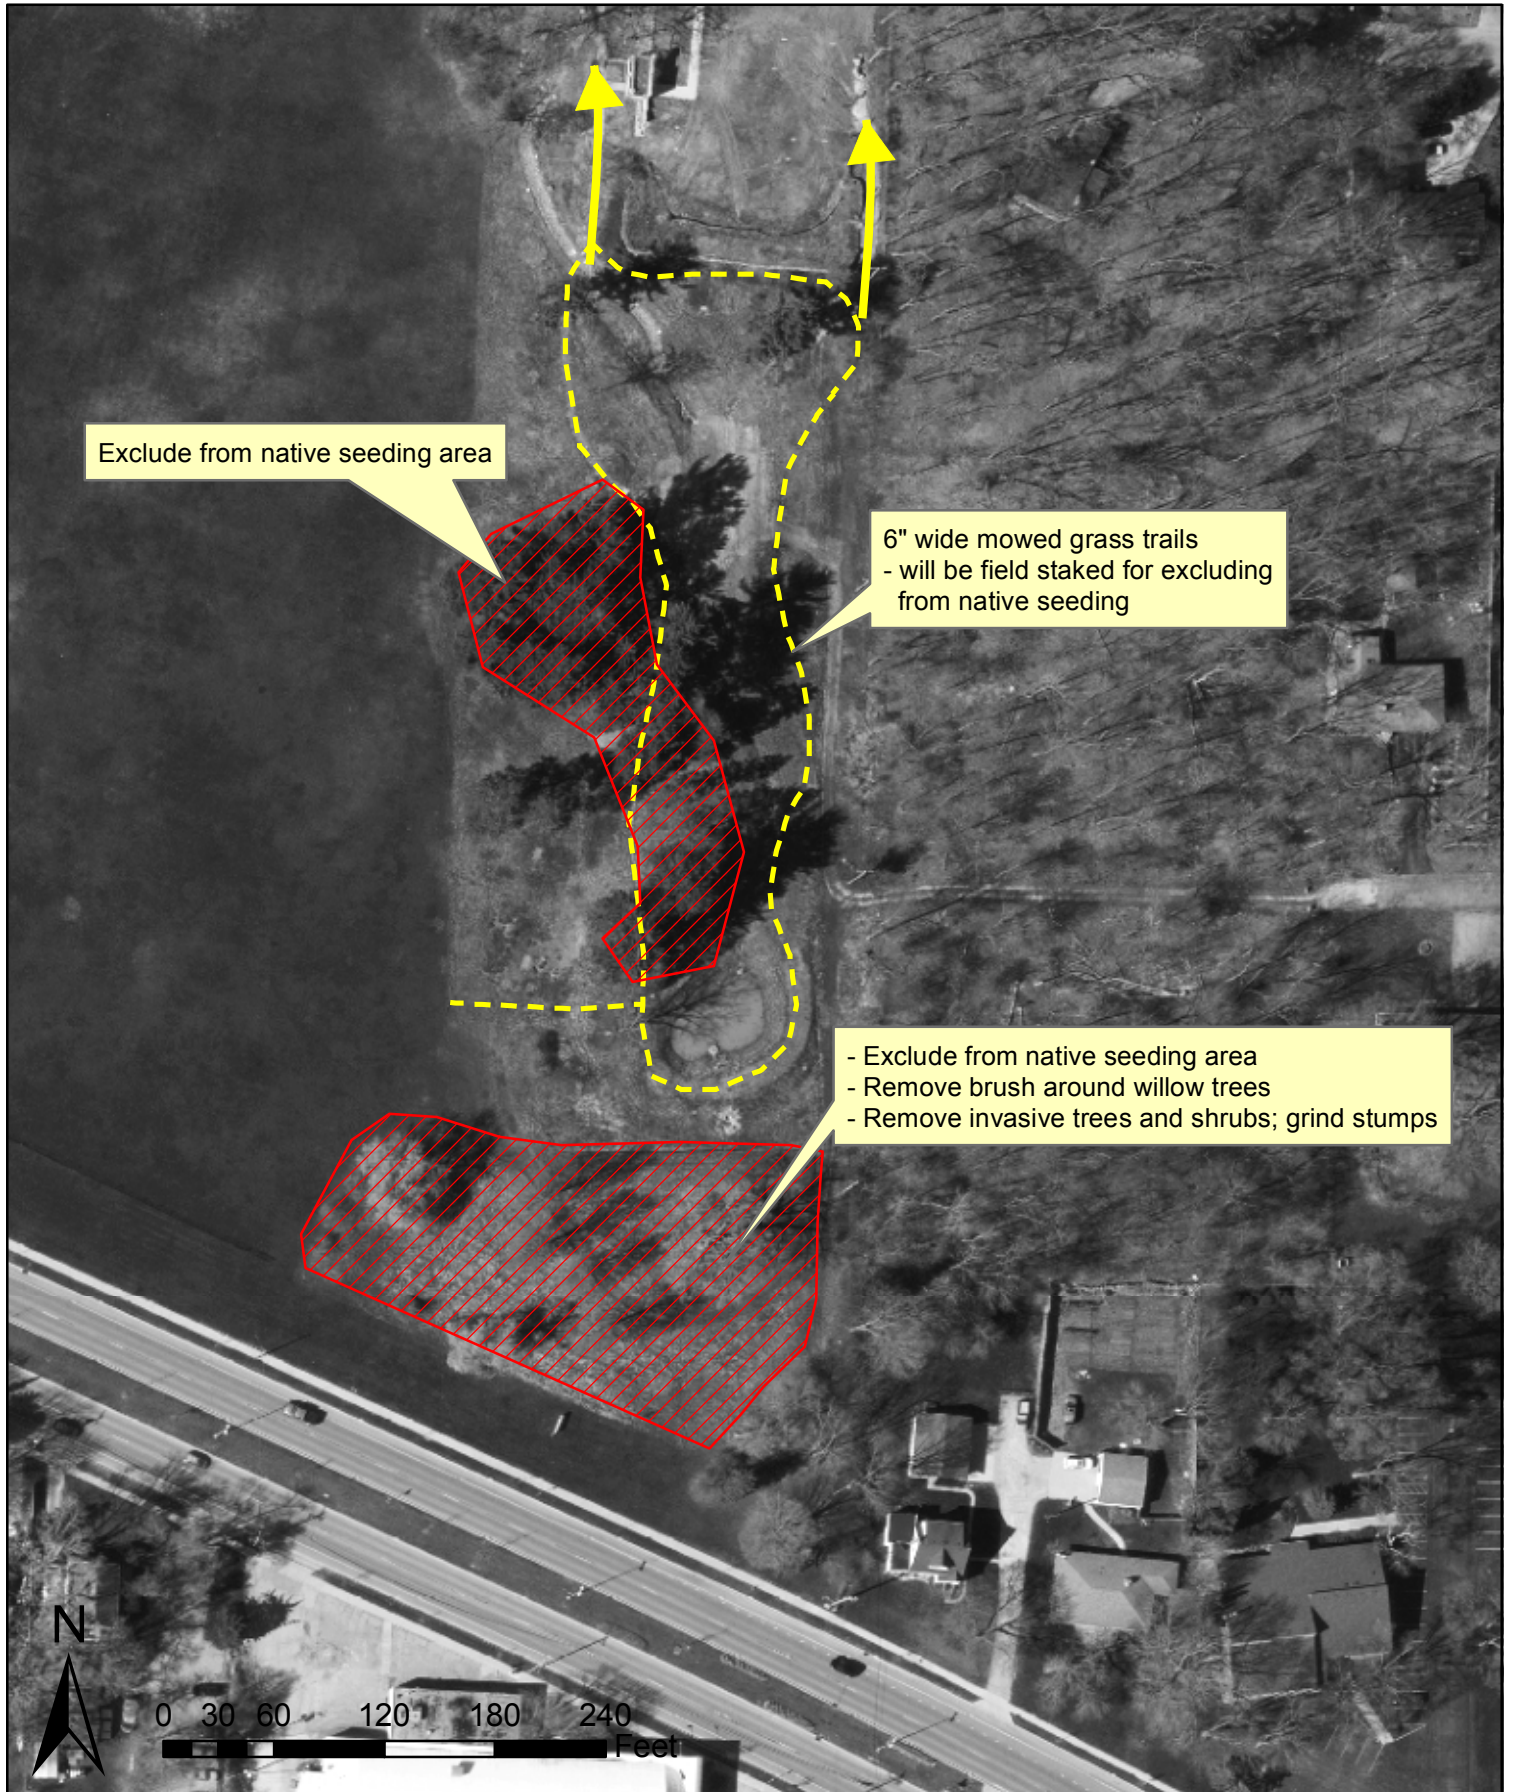 Exclude from native seeding area
6" wide mowed grass trails
- will be field staked for excluding
from native seeding
- Exclude from native seeding area
- Remove brush around willow trees
- Remove invasive trees and shrubs; grind stumps
N
0 30 60 120 180 240
Feet